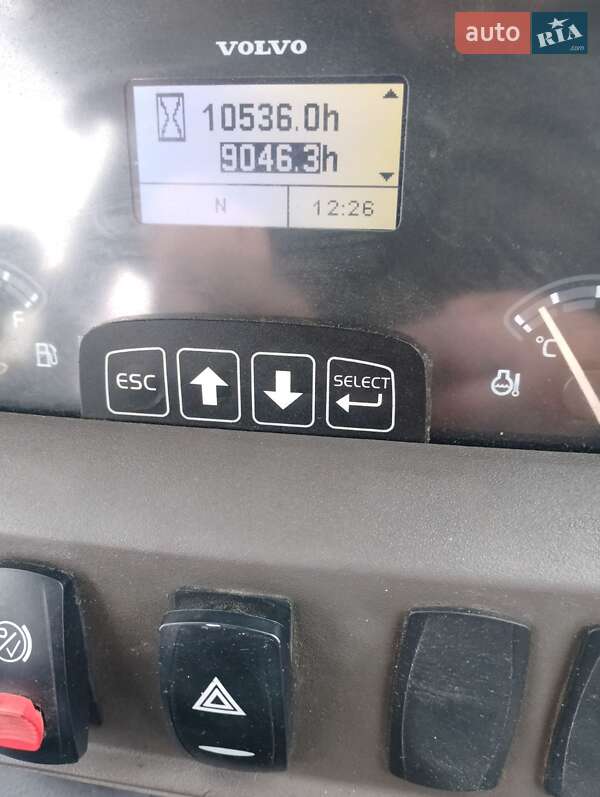 auto RIA
.com
VOLVO
10536.0h
9046.3h
N 12:26
F
°C
ESC SELECT